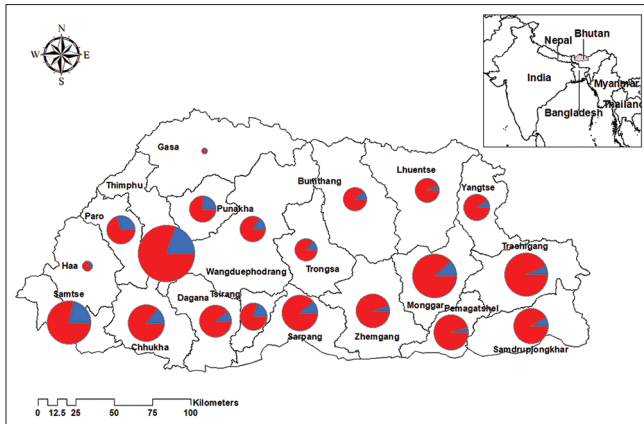 N
W E
S
Bhutan
Nepal
India
Myanmar
Thailand
Bangladesh
Gasa
Thimphu
Punakha
Bumthang
Lhuentse
Yangtse
Paro
Haa
Wangduephodrang
Trongsa
Trashigang
Samtse
Dagana Tsirang
Monggar
Pemagatshel
Chhukha
Sarpang
Zhemgang
Samdrupjongkhar
Kilometers
0 12.5 25 50 75 100